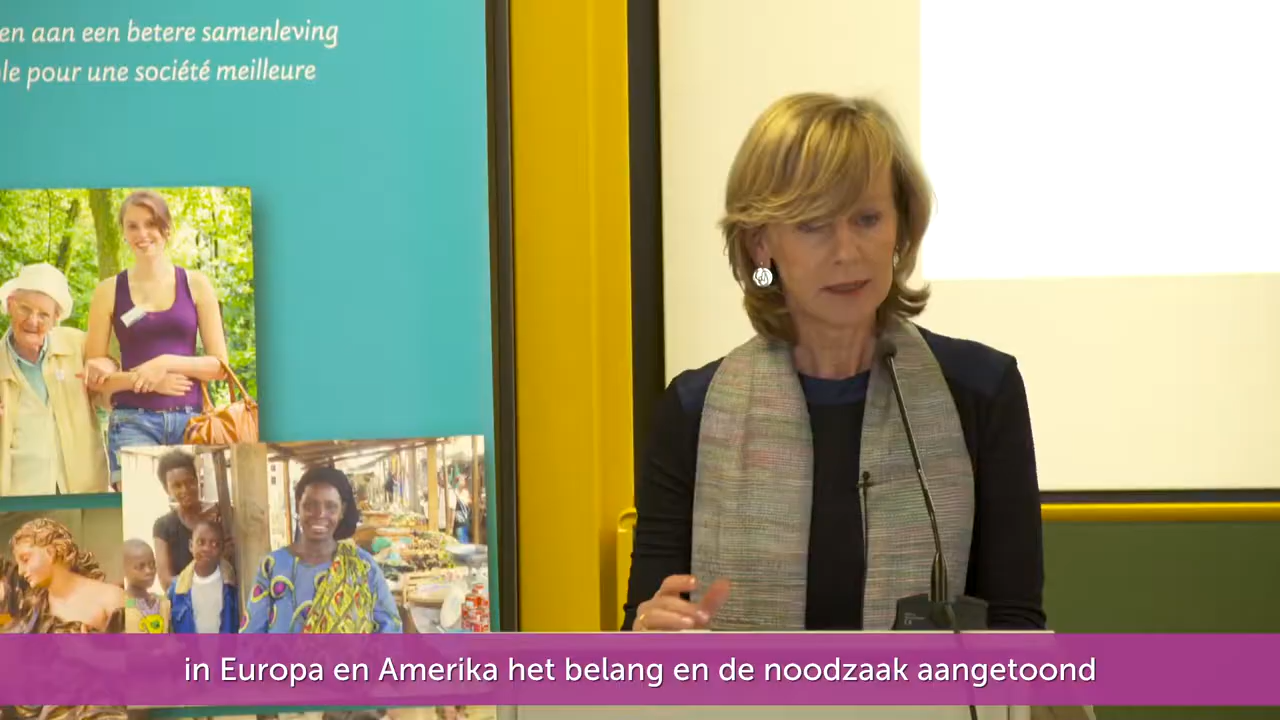 en aan een betere samenleving
le pour une société meilleure
in Europa en Amerika het belang en de noodzaak aangetoond